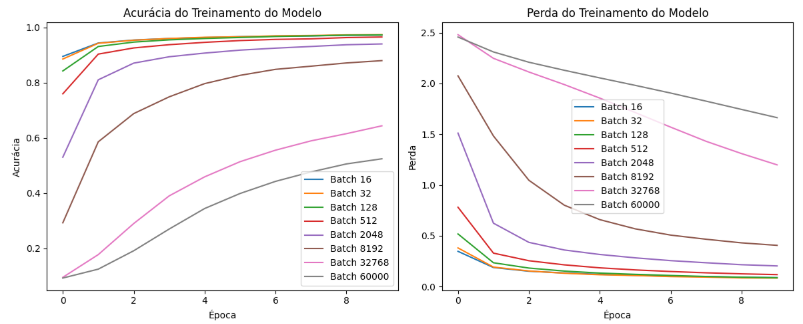 Acurácia do Treinamento do Modelo
1.0
0.8
0.6
0.4
0.2
Acurácia
0
2
4
6
8
Época
Batch 16
Batch 32
Batch 128
Batch 512
Batch 2048
Batch 8192
Batch 32768
Batch 60000
Perda do Treinamento do Modelo
2.5
2.0
1.5
1.0
0.5
0.0
Perda
0
2
4
6
8
Época
Batch 16
Batch 32
Batch 128
Batch 512
Batch 2048
Batch 8192
Batch 32768
Batch 60000